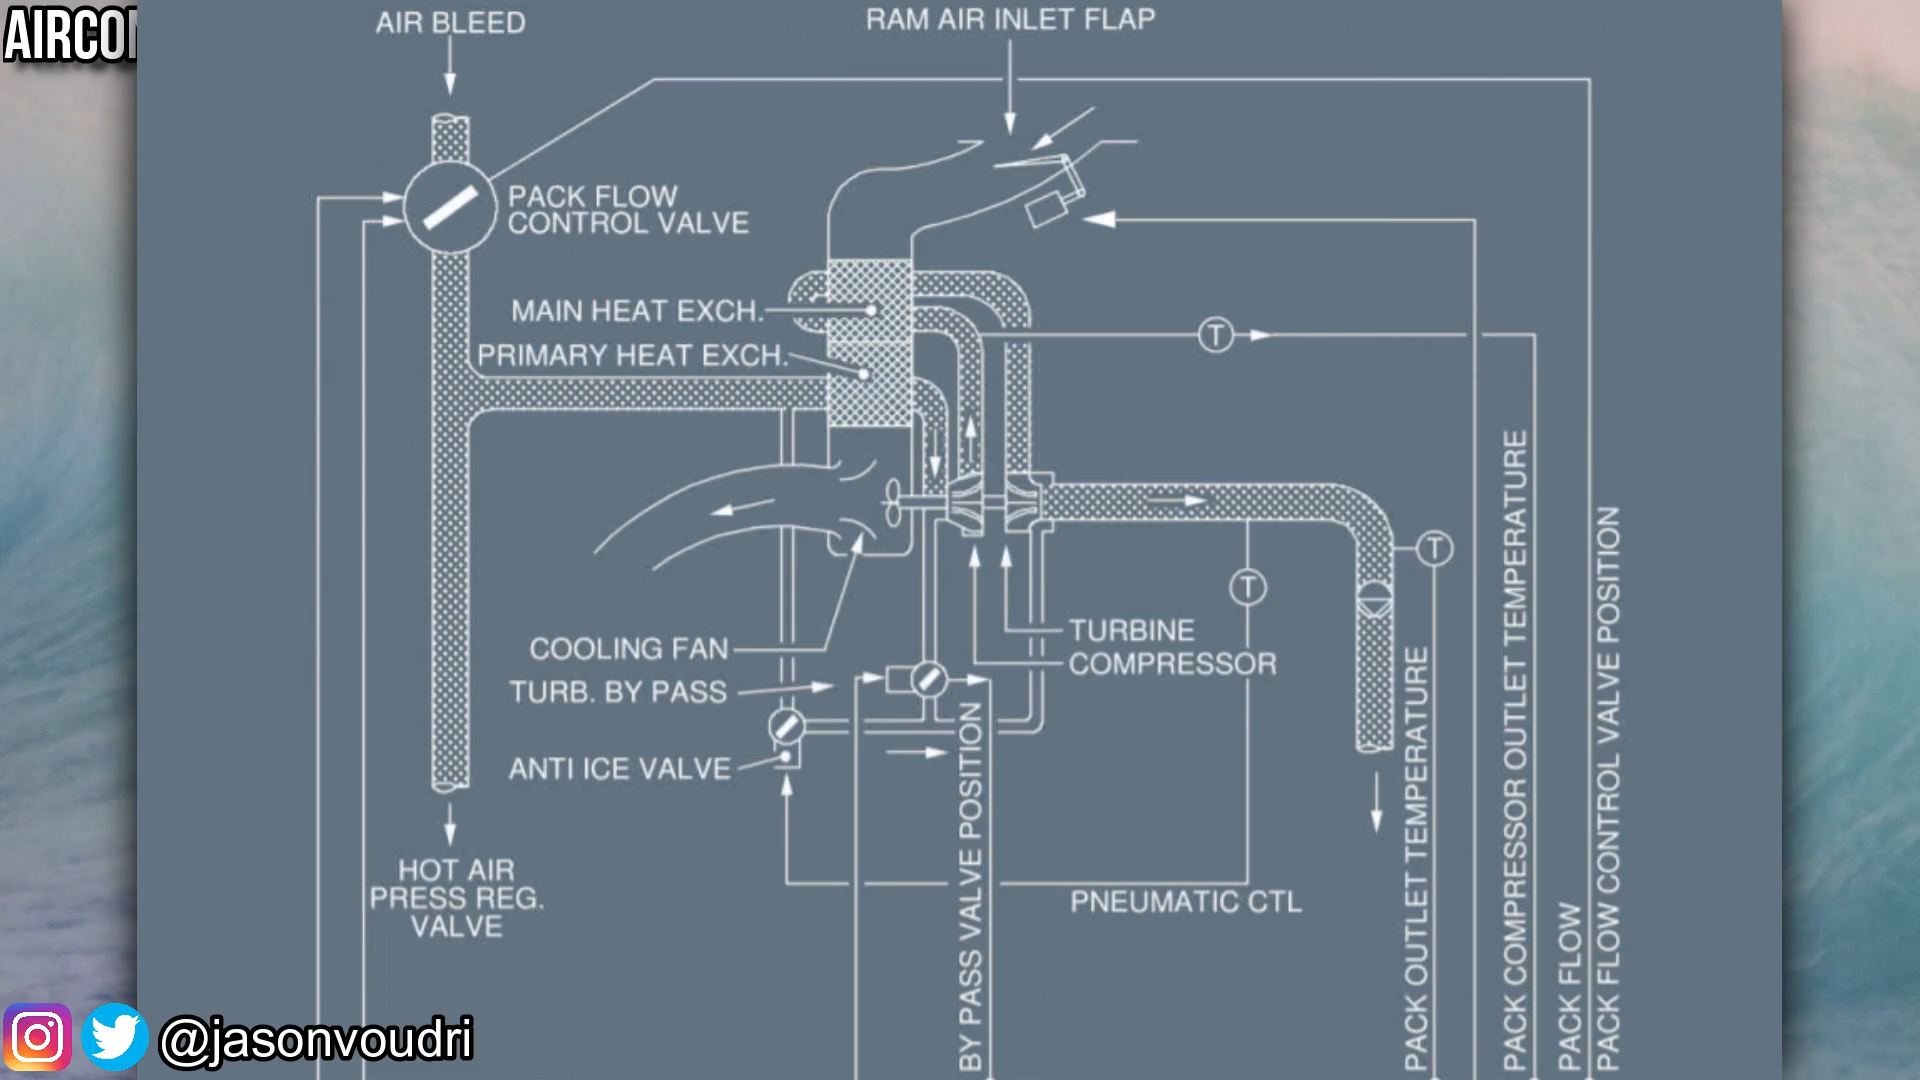 AIRCO
AIR BLEED
RAM AIR INLET FLAP
PACK FLOW
CONTROL VALVE
MAIN HEAT EXCH.
PRIMARY HEAT EXCH.
T
T
T
COOLING FAN
TURB. BY PASS
ANTI ICE VALVE
TURBINE
COMPRESSOR
HOT AIR
PRESS REG.
VALVE
PNEUMATIC CTL
BY PASS VALVE POSITION
PACK OUTLET TEMPERATURE
PACK COMPRESSOR OUTLET TEMPERATURE
PACK FLOW
PACK FLOW CONTROL VALVE POSITION
@jasonvoudri